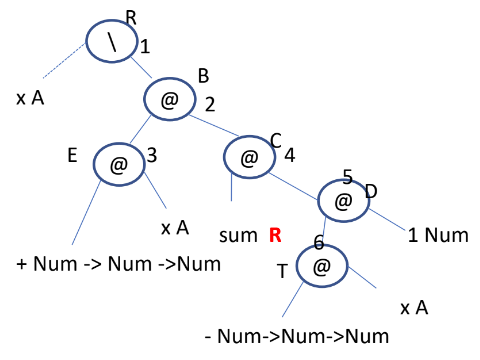 R
\ 1
x A
B
@ 2
E @ 3
C
@ 4
5
@ D
x A
sum R
1 Num
+ Num -> Num ->Num
6
T @
x A
- Num->Num->Num